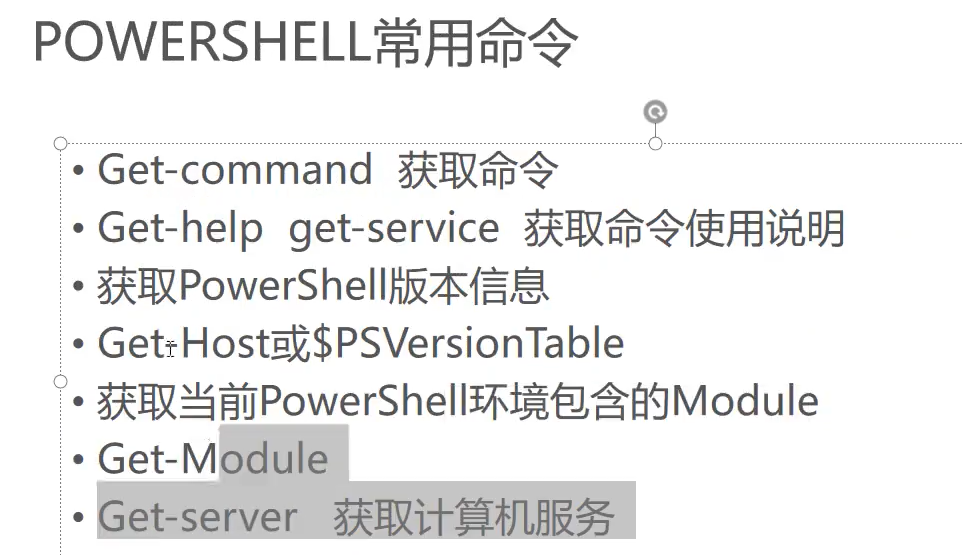 POWERSHELL常用命令
• Get-command 获取命令
• Get-help get-service 获取命令使用说明
• 获取PowerShell版本信息
• Get-Host或$PSVersionTable
• 获取当前PowerShell环境包含的Module
• Get-Module
• Get-server 获取计算机服务